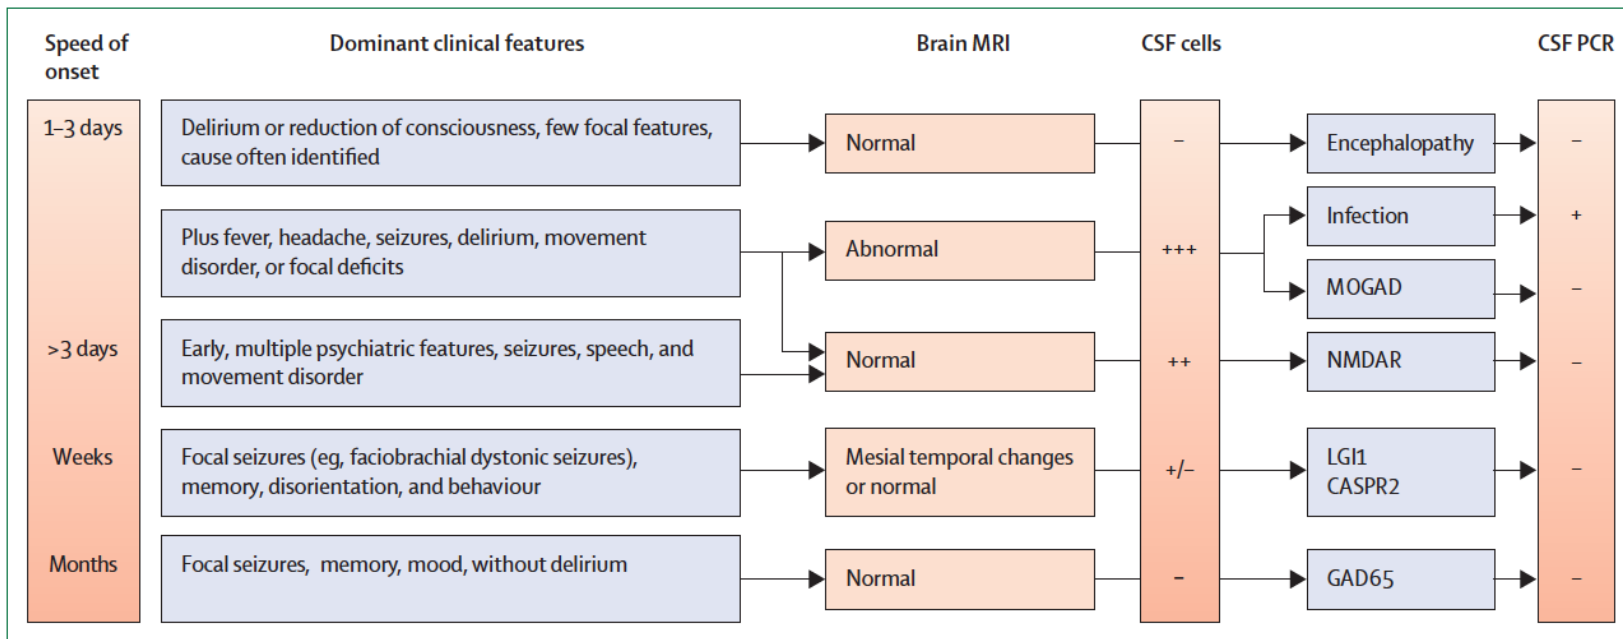 Speed of
onset
Dominant clinical features
Brain MRI
CSF cells
CSF PCR
1–3 days
Delirium or reduction of consciousness, few focal features,
cause often identified
Normal
–
Encephalopathy
–
Plus fever, headache, seizures, delirium, movement
disorder, or focal deficits
Abnormal
+++
Infection
+
MOGAD
–
>3 days
Early, multiple psychiatric features, seizures, speech, and
movement disorder
Normal
++
NMDAR
–
Weeks
Focal seizures (eg, faciobrachial dystonic seizures),
memory, disorientation, and behaviour
Mesial temporal changes
or normal
+/–
LGI1
CASPR2
–
Months
Focal seizures, memory, mood, without delirium
Normal
–
GAD65
–